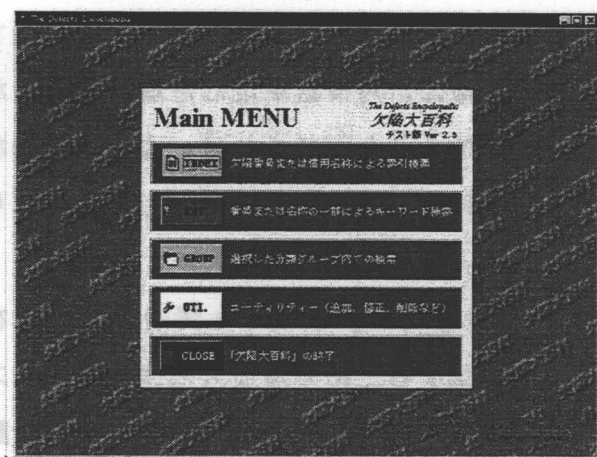 The Defects Encyclopedia
Main MENU
The Defects Encyclopedia
欠陥大百科
テスト版 Ver 2.5
INDEX 欠陥番号または慣用名称による索引検索
KEY 番号または名称の一部によるキーワード検索
GROUP 選択した分類グループ内での検索
UTI. ユーティリティー（追加、修正、削除など）
CLOSE 「欠陥大百科」の終了